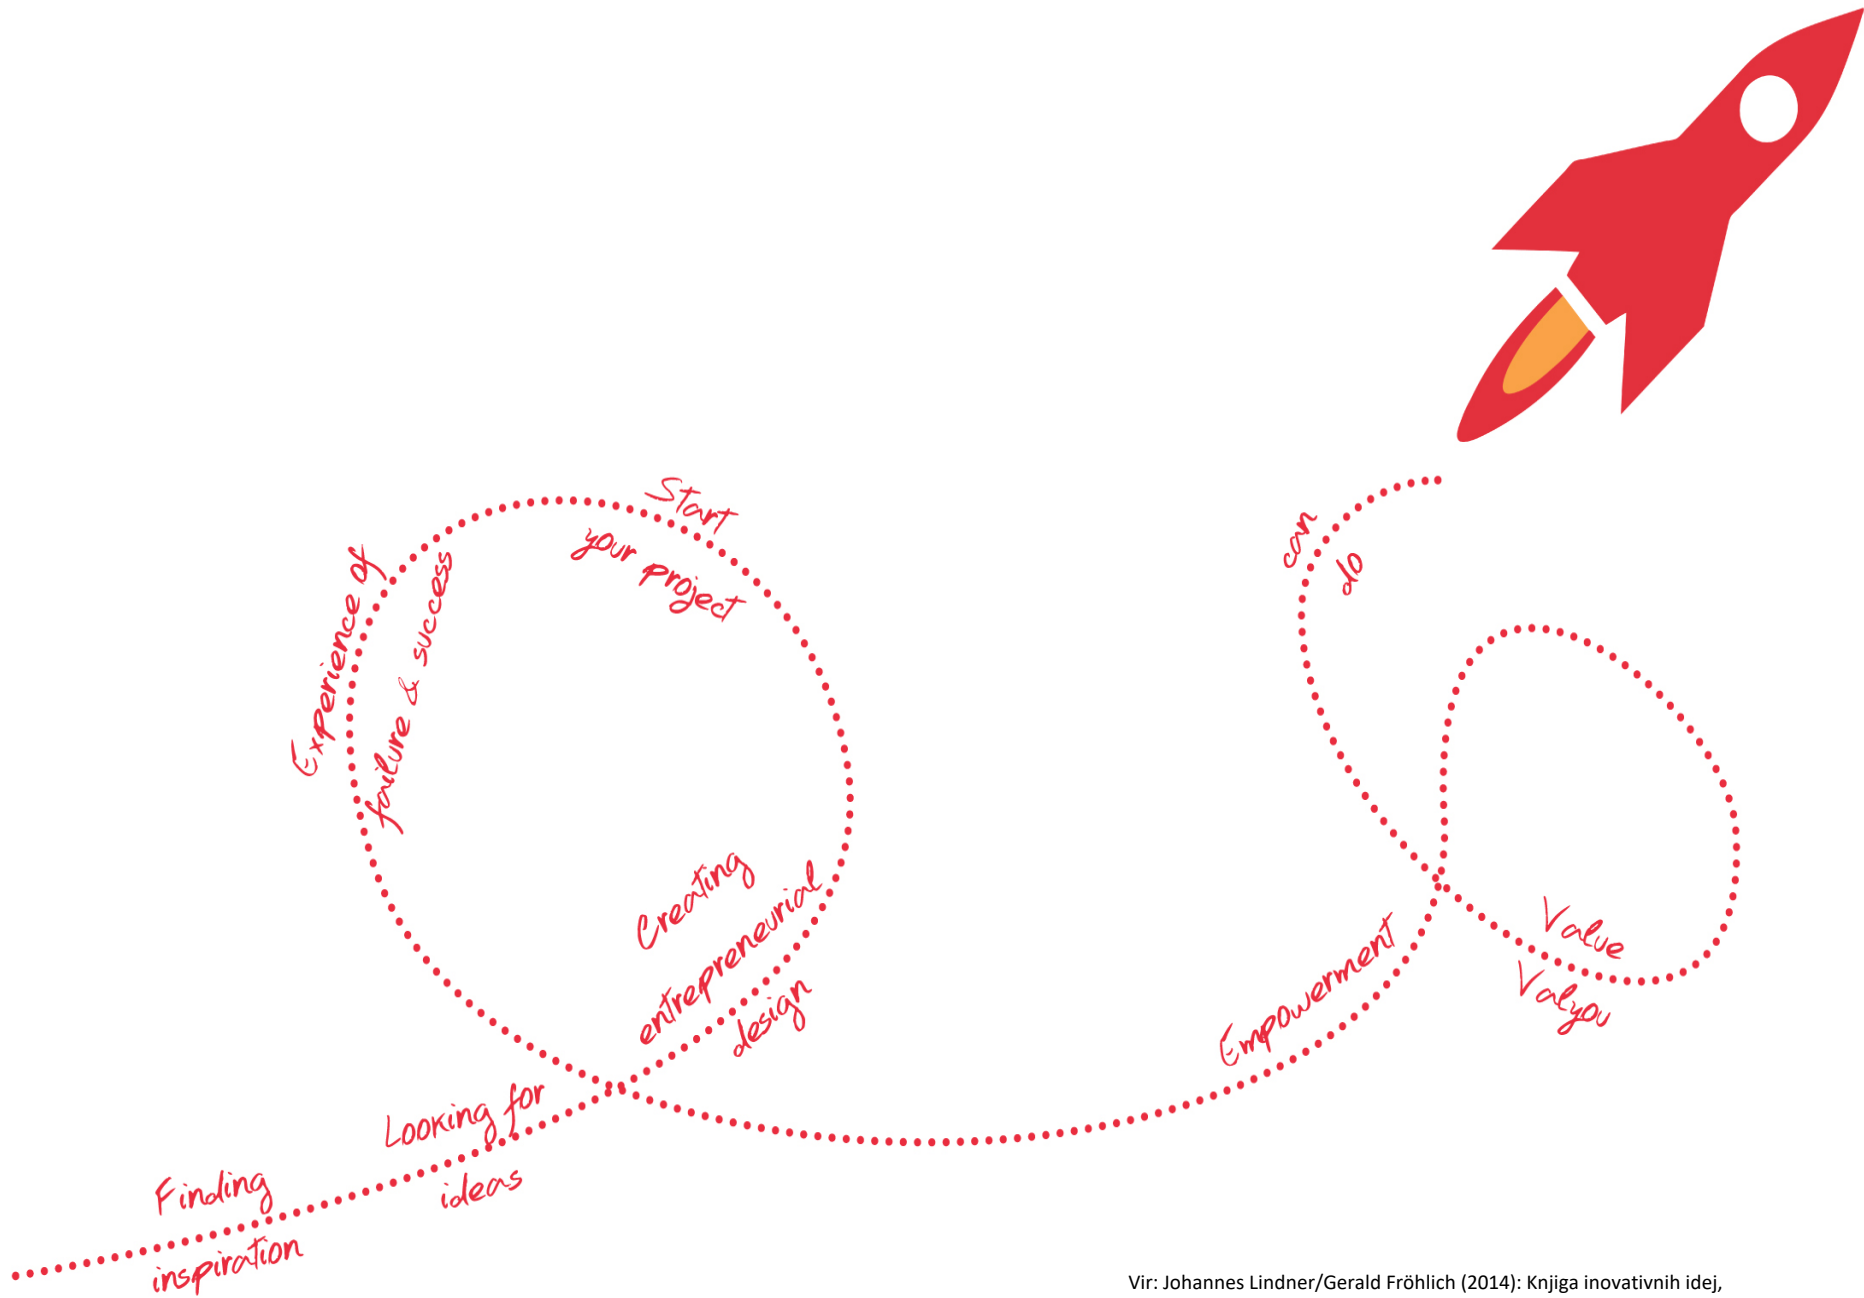 Finding
inspiration
Looking for
ideas
Creating
entrepreneurial
design
Start
your project
Experience of
failure & success
Empowerment
Value
Valyou
can
do
Vir: Johannes Lindner/Gerald Fröhlich (2014): Knjiga inovativnih idej,